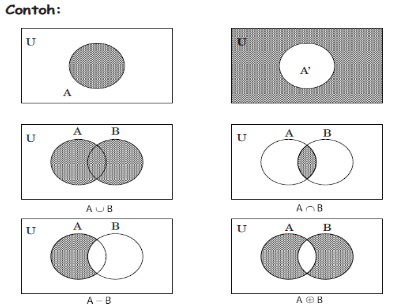 Contoh:
U
A
U
A'
U A B
A ∪ B
U A B
A ∩ B
U A B
A – B
U A B
A ⊕ B